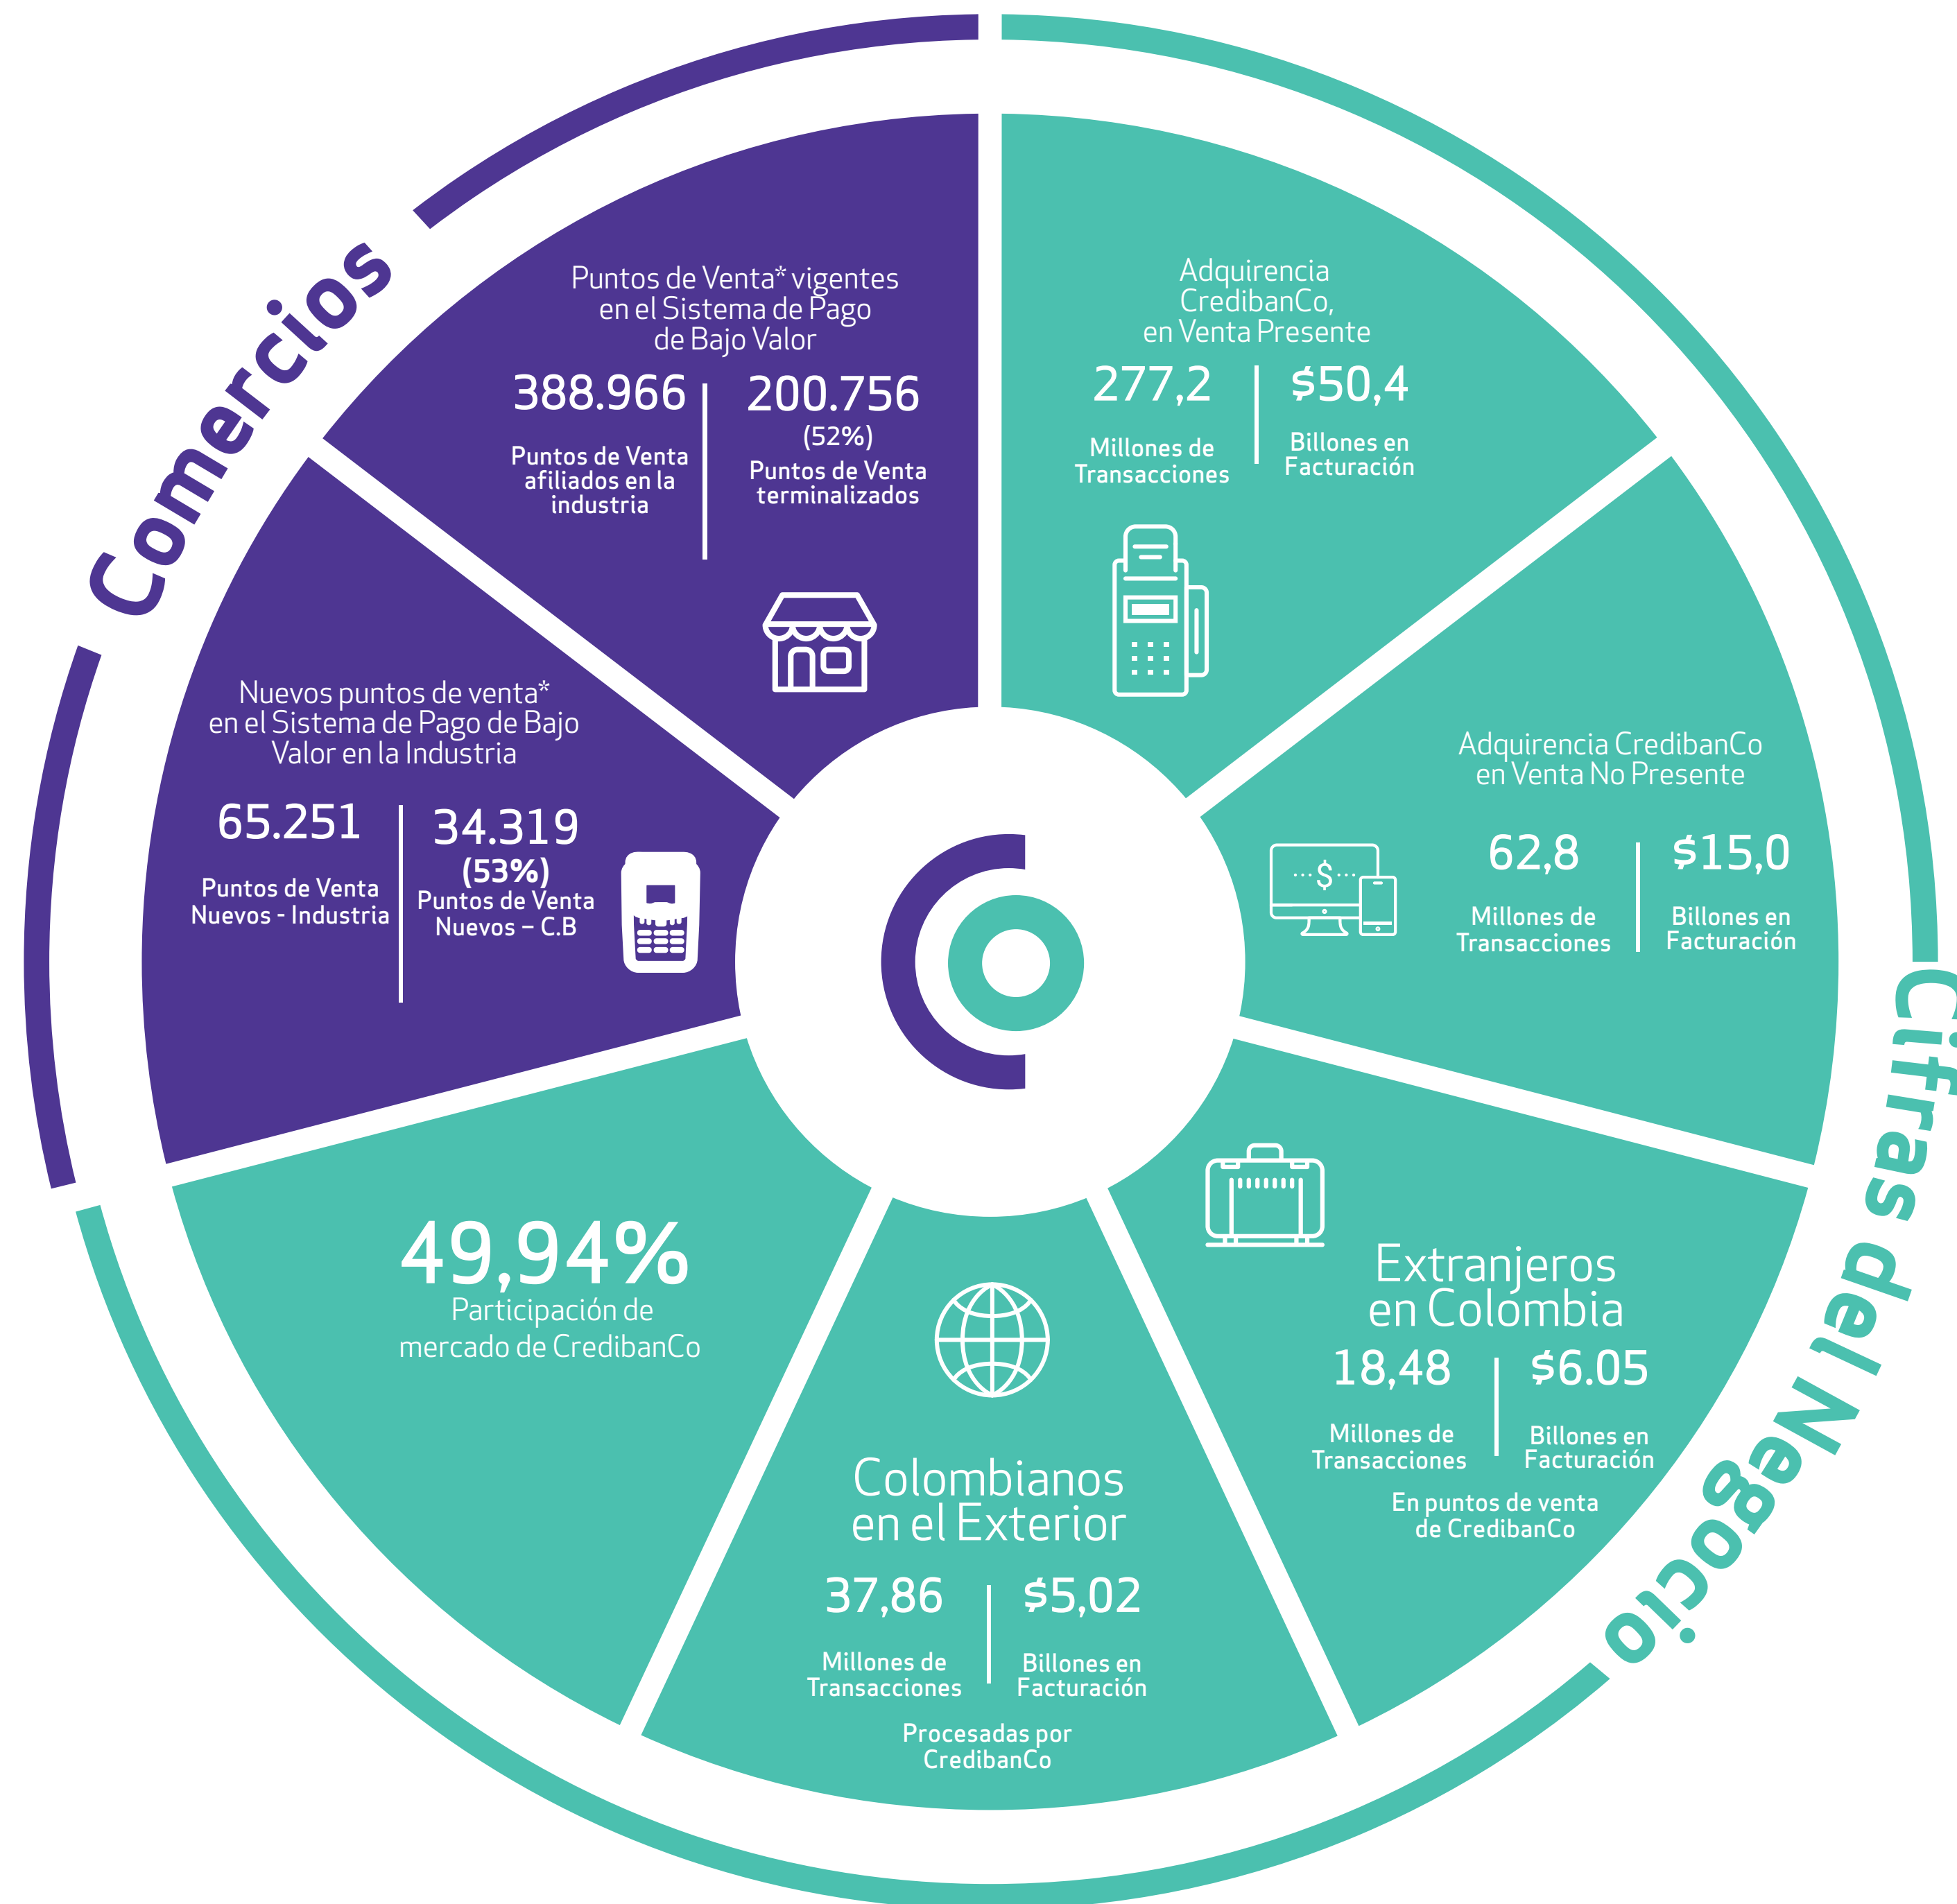 Comercios
Puntos de Venta* vigentes
en el Sistema de Pago
de Bajo Valor
388.966
Puntos de Venta
afiliados en la
industria
200.756
(52%)
Puntos de Venta
terminalizados
Nuevos puntos de venta*
en el Sistema de Pago de Bajo
Valor en la Industria
65.251
Puntos de Venta
Nuevos - Industria
34.319
(53%)
Puntos de Venta
Nuevos – C.B
Cifras del Negocio
Adquirencia
CredibanCo,
en Venta Presente
277,2
Millones de
Transacciones
$50,4
Billones en
Facturación
Adquirencia CredibanCo
en Venta No Presente
62,8
Millones de
Transacciones
$15,0
Billones en
Facturación
$
Extranjeros
en Colombia
18,48
Millones de
Transacciones
$6.05
Billones en
Facturación
En puntos de venta
de CredibanCo
Colombianos
en el Exterior
37,86
Millones de
Transacciones
$5,02
Billones en
Facturación
Procesadas por
CredibanCo
49,94%
Participación de
mercado de CredibanCo